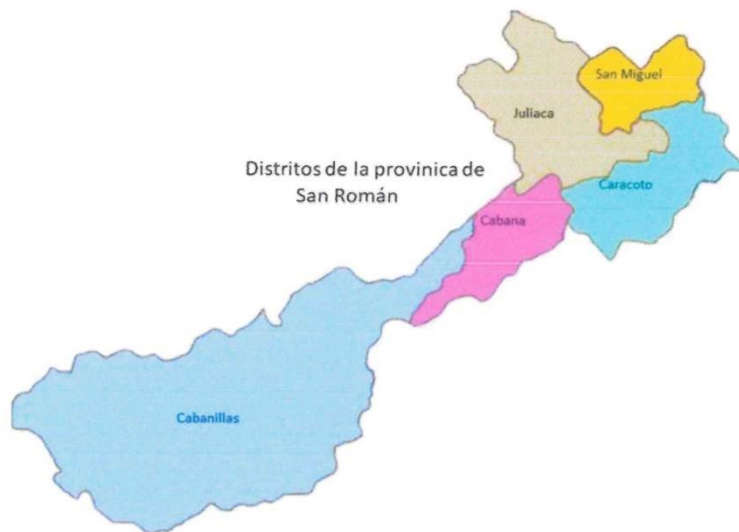 San Miguel
Juliaca
Distritos de la provinica de
San Román
Caracoto
Cabana
Cabanillas